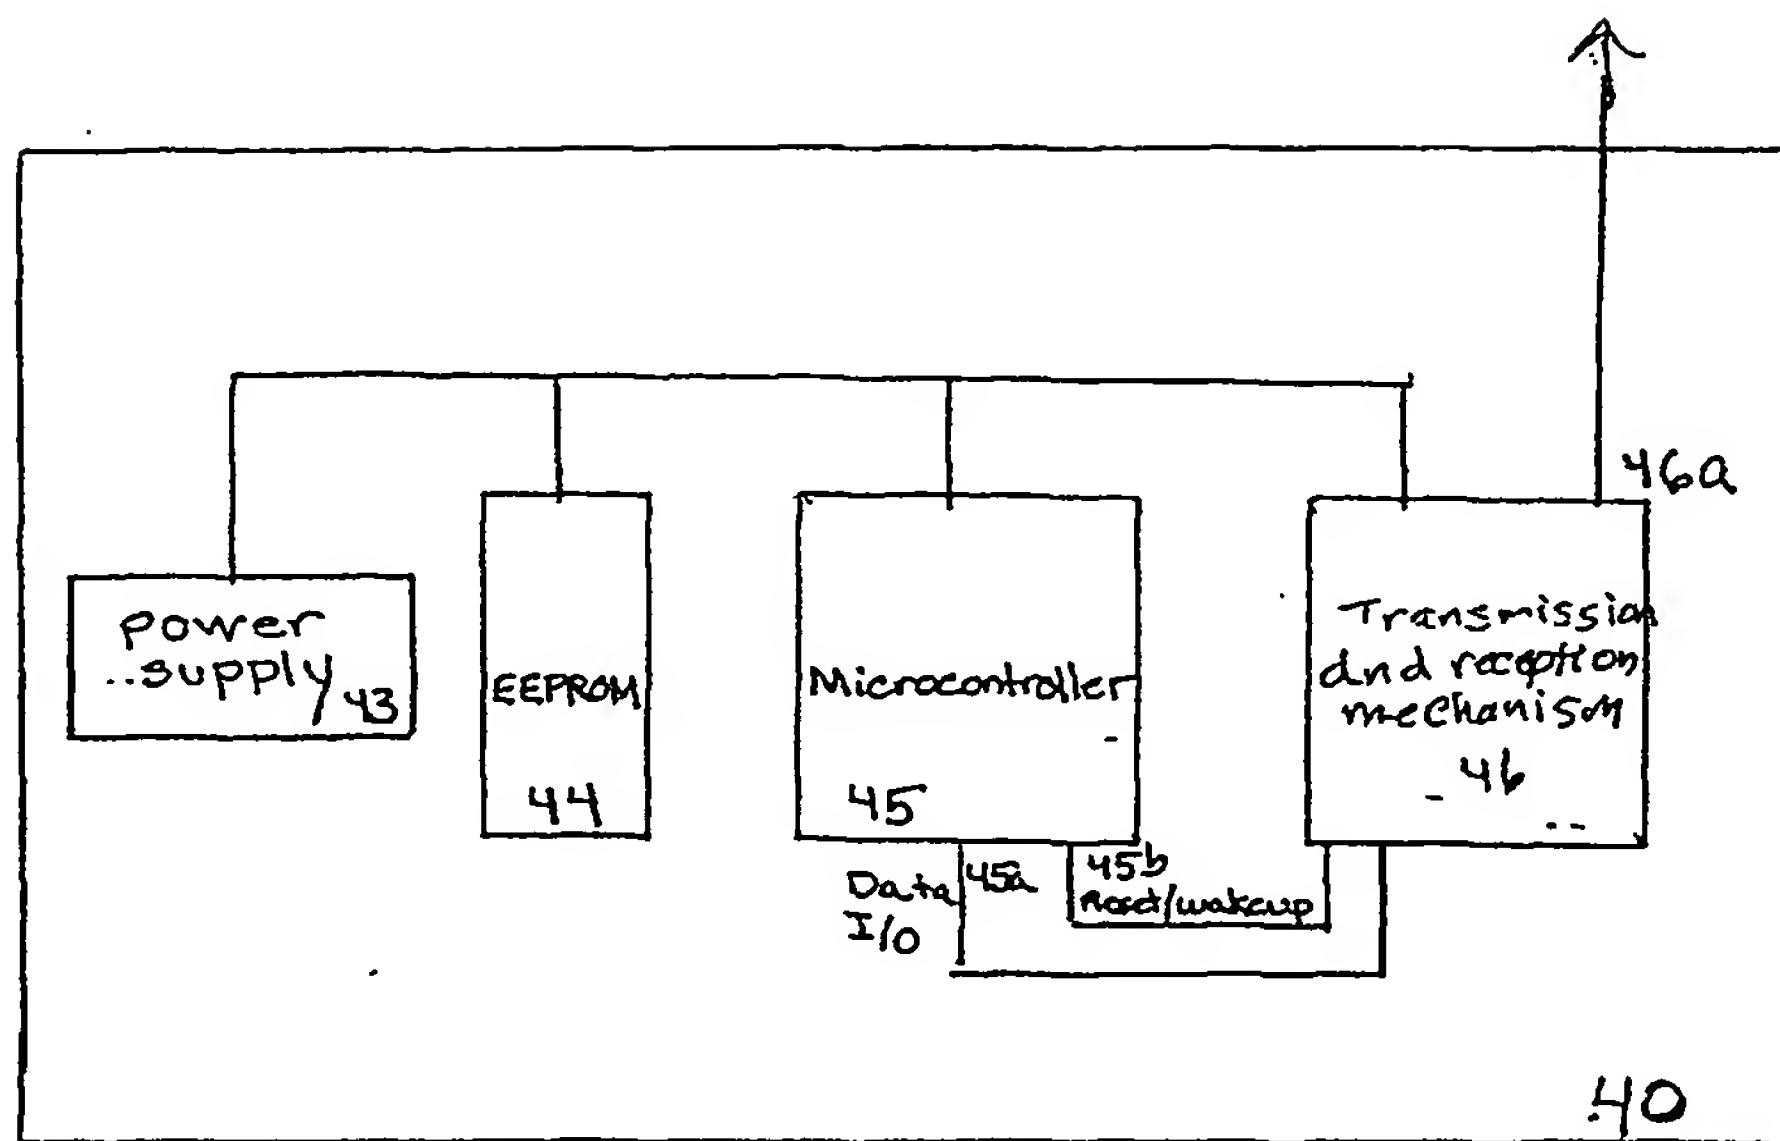 46a
power
supply
43
EEPROM
44
Microcontroller
45
Transmission
and reception
mechanism
46
Data
I/O
45a
45b
Reset/wakeup
40